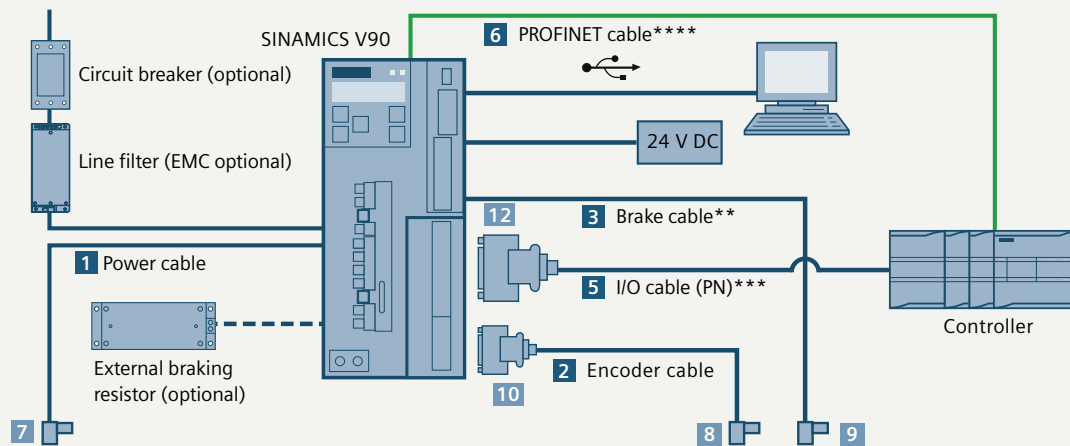 SINAMICS V90
6 PROFINET cable****
Circuit breaker (optional)
Line filter (EMC optional)
24 V DC
12
3 Brake cable**
1 Power cable
5 I/O cable (PN)***
Controller
External braking
resistor (optional)
2 Encoder cable
10
7
8
9